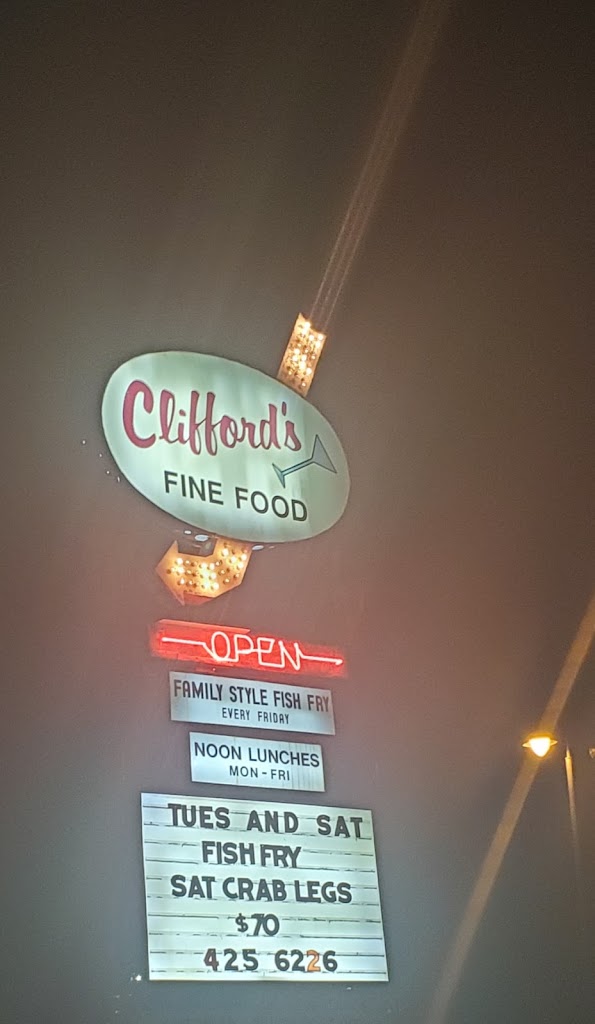 Clifford's
FINE FOOD
OPEN
FAMILY STYLE FISH FRY
EVERY FRIDAY
NOON LUNCHES
MON-FRI
TUES AND SAT
FISH FRY
SAT CRAB LEGS
$70
425 6226